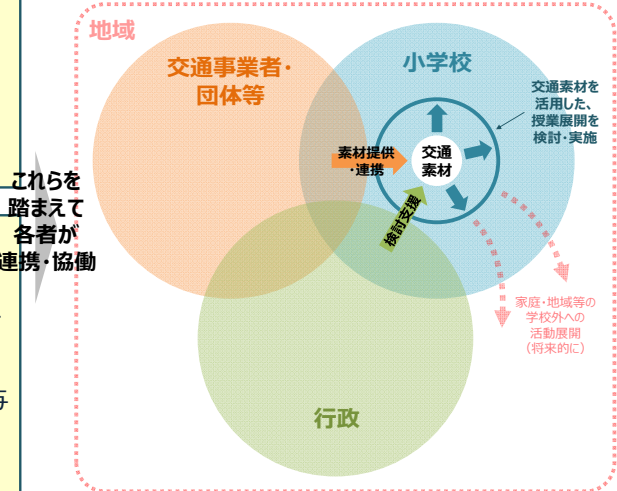 地域
交通事業者・
団体等
小学校
交通素材を
活用した、
授業展開を
検討・実施
素材提供
・連携
交通
素材
検討支援
これらを
踏まえて
各者が
連携・協働
家庭・地域等の
学校外への
活動展開
（将来的に）
行政